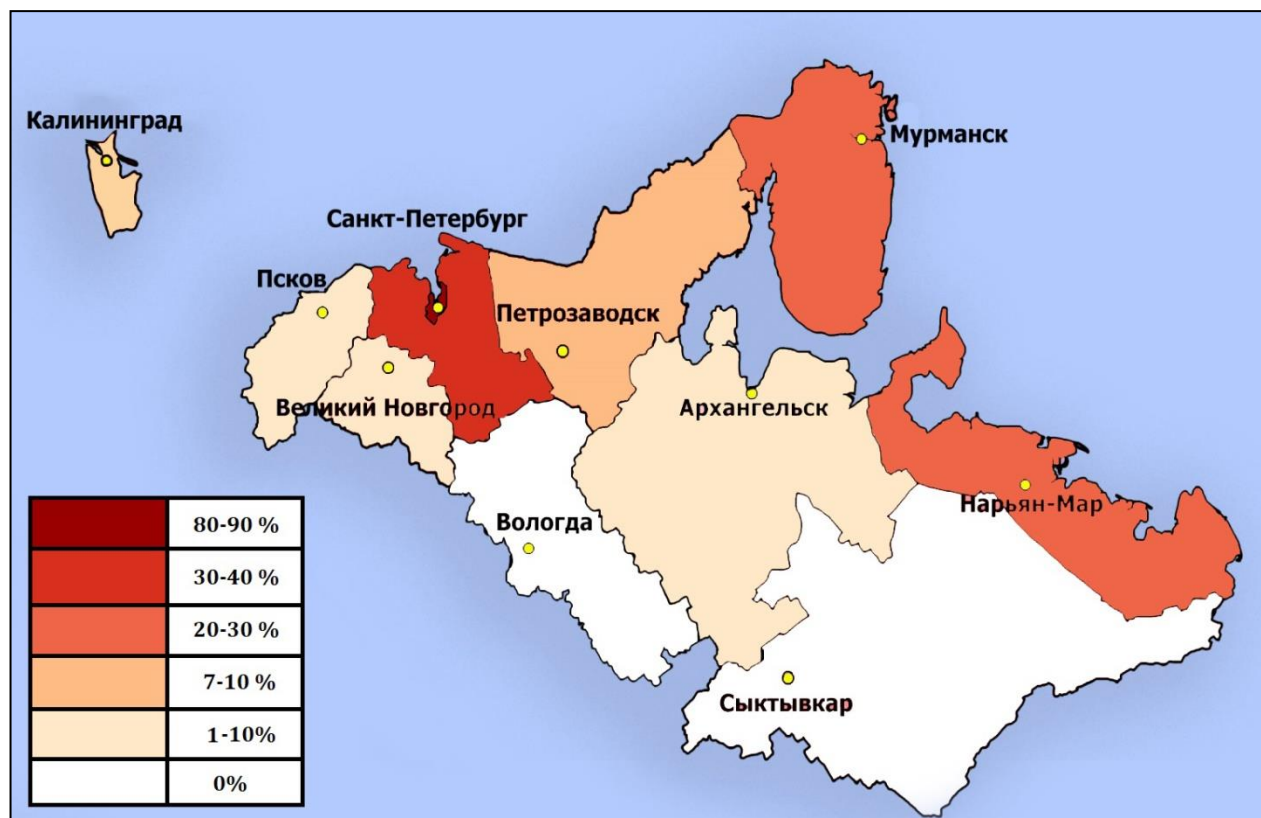 Калининград
Мурманск
Санкт-Петербург
Псков
Петрозаводск
Великий Новгород
Архангельск
Нарьян-Мар
Вологда
Сыктывкар
80-90 %
30-40 %
20-30 %
7-10 %
1-10%
0%